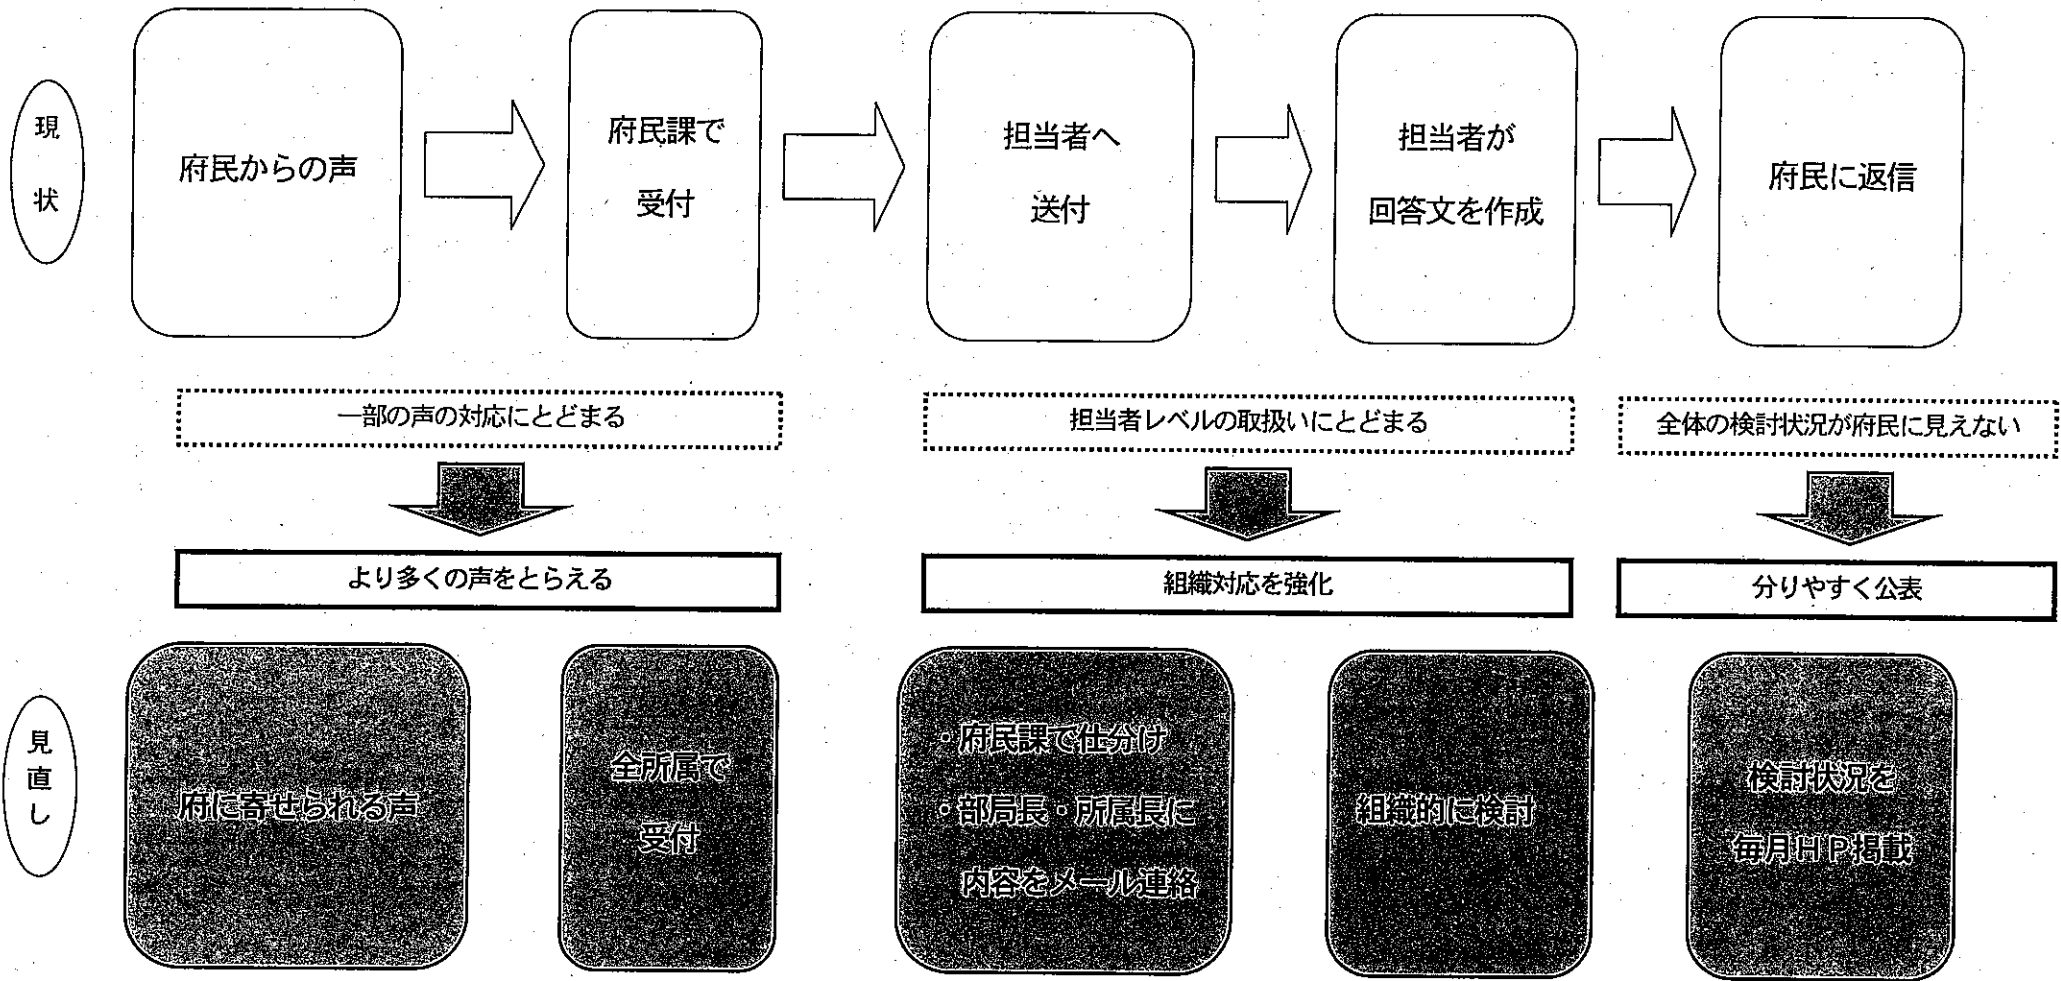 現
状
府民からの声
府民課で
受付
担当者へ
送付
担当者が
回答文を作成
府民に返信
一部の声の対応にとどまる
担当者レベルの取扱いにとどまる
全体の検討状況が府民に見えない
より多くの声をとらえる
組織対応を強化
分りやすく公表
見
直
し
府に寄せられる声
全所属で
受付
・府民課で仕分け
・部局長・所属長に
内容をメール連絡
組織的に検討
検討状況を
毎月ＨＰ掲載